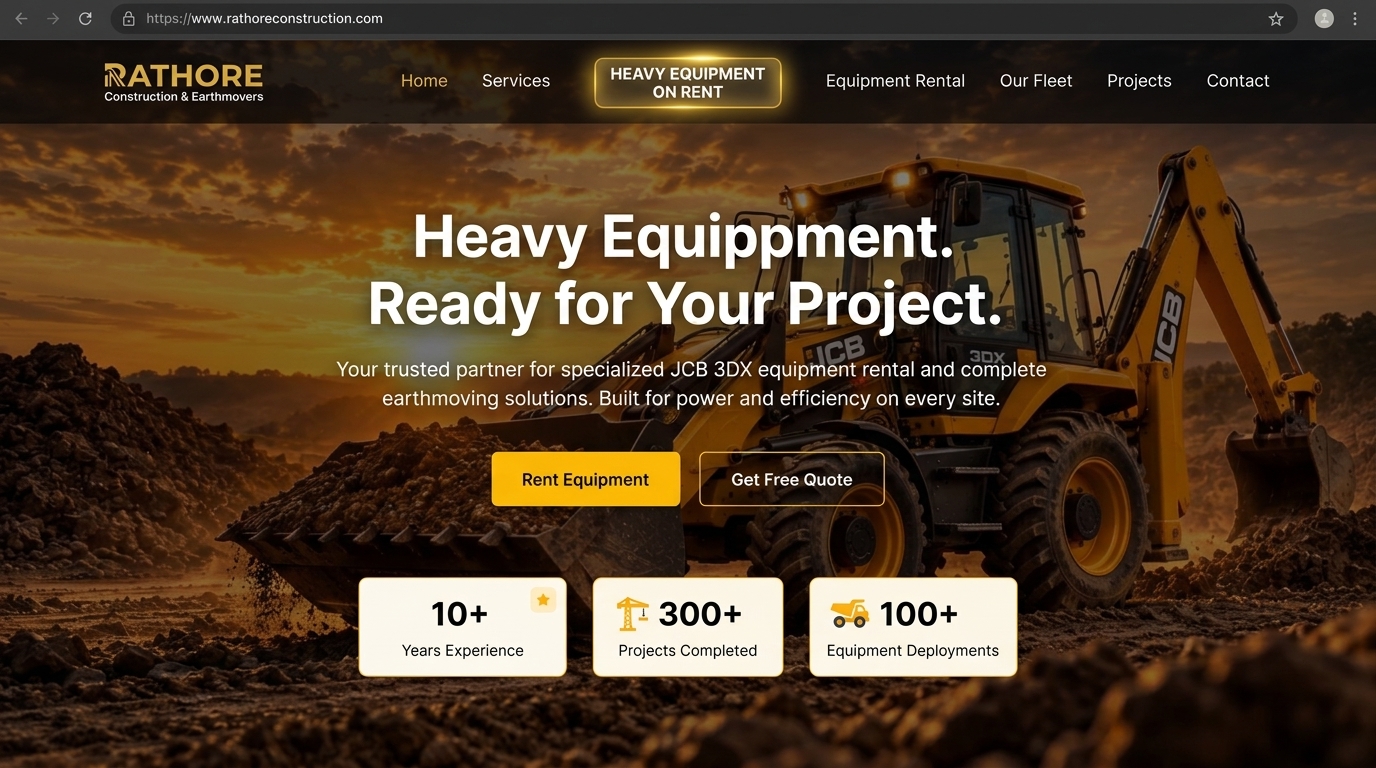 https://www.rathoreconstruction.com
RATHORE
Construction & Earthmovers
Home
Services
HEAVY EQUIPMENT
ON RENT
Equipment Rental
Our Fleet
Projects
Contact
Heavy Equippment.
Ready for Your Project.
Your trusted partner for specialized JCB 3DX equipment rental and complete
earthmoving solutions. Built for power and efficiency on every site.
Rent Equipment
Get Free Quote
JCB
3DX
JCB
10+
Years Experience
300+
Projects Completed
100+
Equipment Deployments